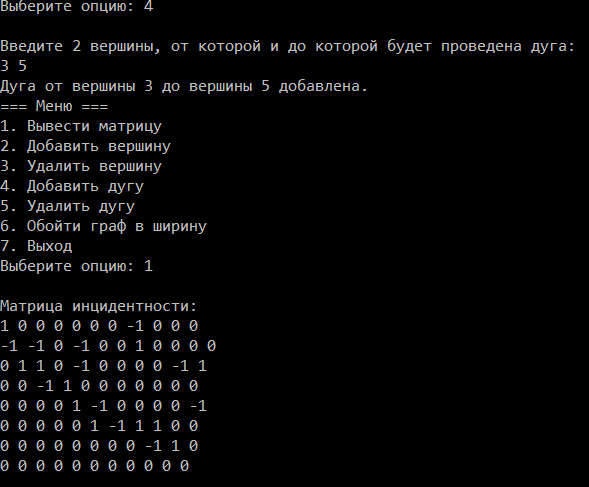 Выберите опцию: 4
Введите 2 вершины, от которой и до которой будет проведена дуга:
3 5
Дуга от вершины 3 до вершины 5 добавлена.
=== Меню ===
1. Вывести матрицу
2. Добавить вершину
3. Удалить вершину
4. Добавить дугу
5. Удалить дугу
6. Обойти граф в ширину
7. Выход
Выберите опцию: 1
Матрица инцидентности:
1 0 0 0 0 0 0 -1 0 0 0
-1 -1 0 -1 0 0 1 0 0 0 0
0 1 1 0 -1 0 0 0 0 -1 1
0 0 -1 1 0 0 0 0 0 0 0
0 0 0 0 1 -1 0 0 0 0 -1
0 0 0 0 0 1 -1 1 1 0 0
0 0 0 0 0 0 0 0 -1 1 0
0 0 0 0 0 0 0 0 0 0 0